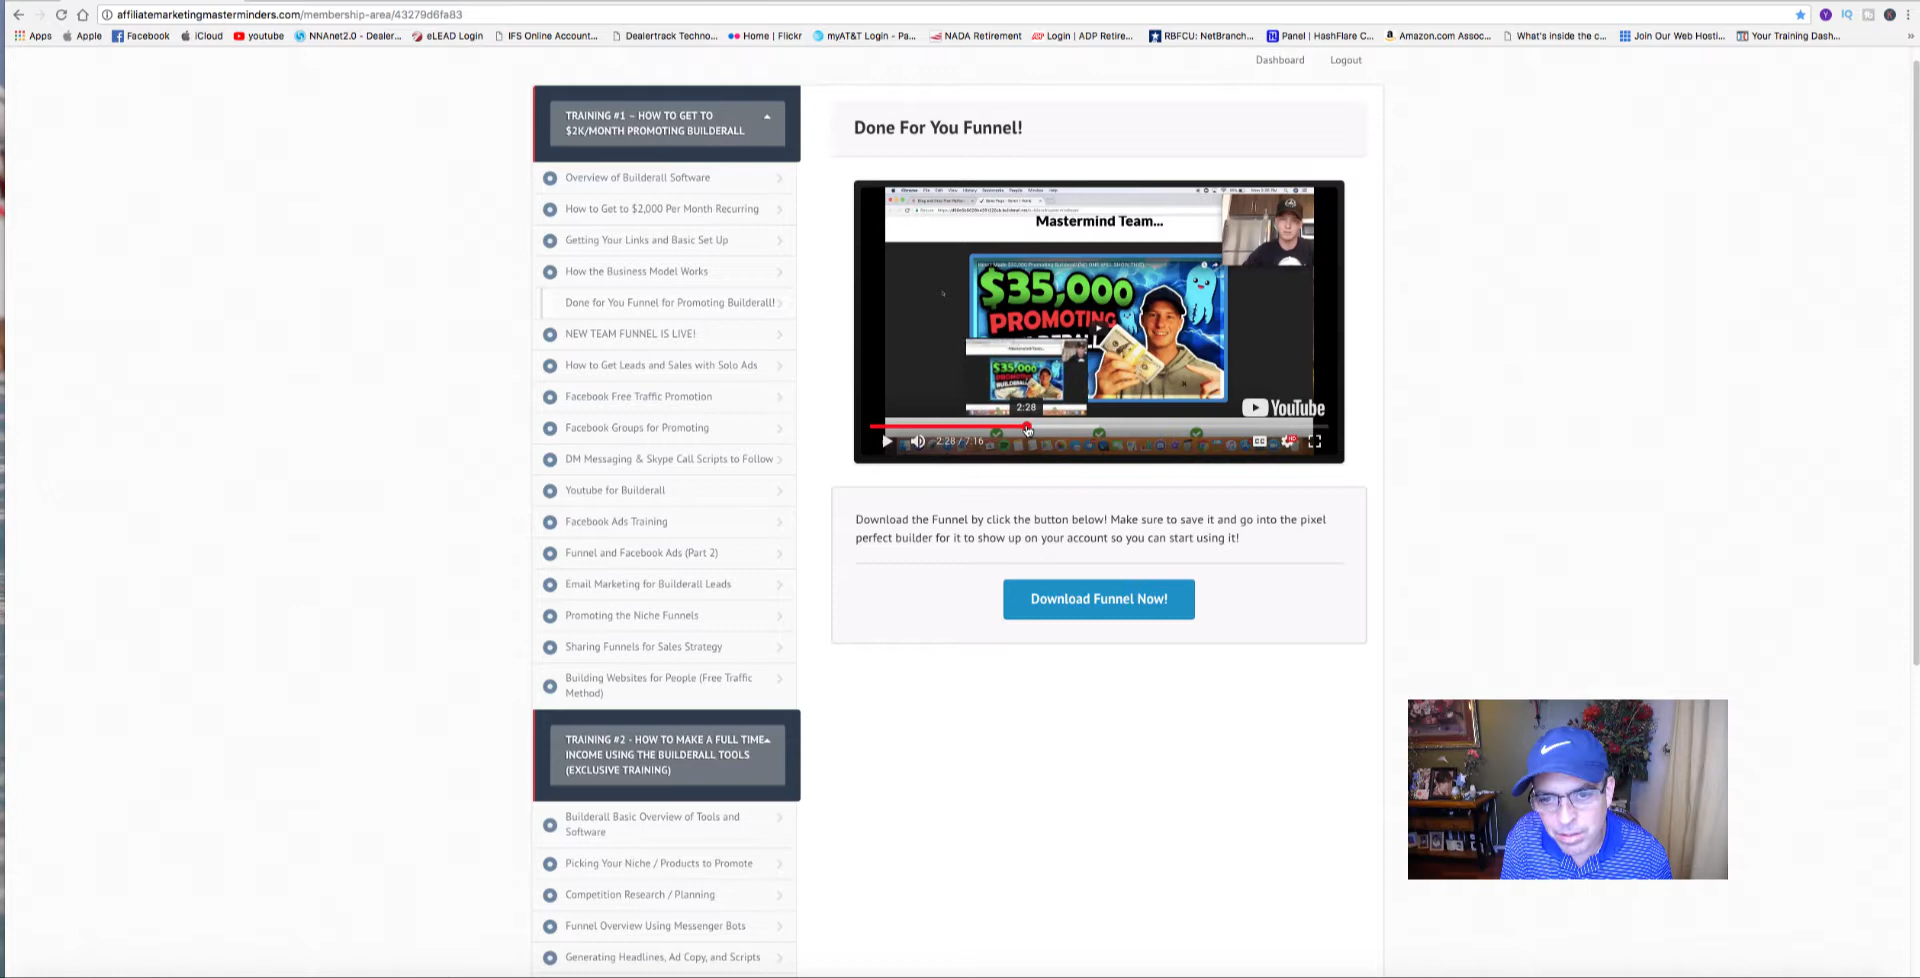 affiliatemarketingmasterminders.com/membership-area/43279d6fa83
Apps Apple Facebook iCloud youtube NNAnet2.0 - Dealer... eLEAD Login IFS Online Account... Dealertrack Techno... Home | Flickr myAT&T Login - Pa... NADA Retirement Login | ADP Retire... RBFCU: NetBranch... Panel | HashFlare C... Amazon.com Assoc... What's inside the c... Join Our Web Hosti... Your Training Dash... »
Dashboard Logout
TRAINING #1 – HOW TO GET TO
$2K/MONTH PROMOTING BUILDERALL
Overview of Builderall Software
How to Get to $2,000 Per Month Recurring
Getting Your Links and Basic Set Up
How the Business Model Works
Done for You Funnel for Promoting Builderall!
NEW TEAM FUNNEL IS LIVE!
How to Get Leads and Sales with Solo Ads
Facebook Free Traffic Promotion
Facebook Groups for Promoting
DM Messaging & Skype Call Scripts to Follow
Youtube for Builderall
Facebook Ads Training
Funnel and Facebook Ads (Part 2)
Email Marketing for Builderall Leads
Promoting the Niche Funnels
Sharing Funnels for Sales Strategy
Building Websites for People (Free Traffic
Method)
TRAINING #2 - HOW TO MAKE A FULL TIME
INCOME USING THE BUILDERALL TOOLS
(EXCLUSIVE TRAINING)
Builderall Basic Overview of Tools and
Software
Picking Your Niche / Products to Promote
Competition Research / Planning
Funnel Overview Using Messenger Bots
Generating Headlines, Ad Copy, and Scripts
Done For You Funnel!
Mastermind Team...
$35,000
PROMOTING
$35,000
2:28
YouTube
2:28 / 7:16
CC HD
Download the Funnel by click the button below! Make sure to save it and go into the pixel
perfect builder for it to show up on your account so you can start using it!
Download Funnel Now!